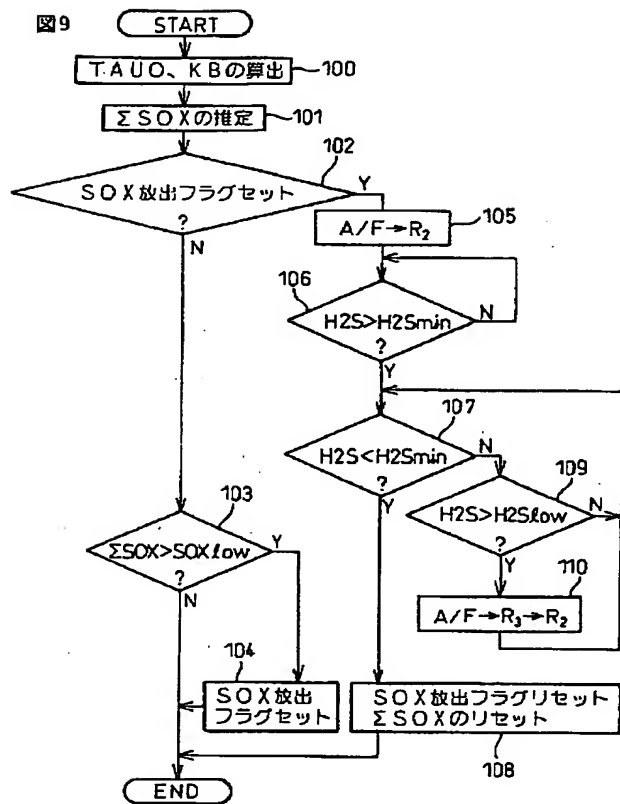 図9
START
TAUO、KBの算出
100
ΣSOXの推定
101
102
SOX放出フラグセット
?
Y
N
A/F→R₂
105
106
H2S>H2Smin
?
N
Y
107
H2S<H2Smin
?
N
Y
109
H2S>H2Slow
?
N
Y
110
A/F→R₃→R₂
103
ΣSOX>SOXlow
?
Y
N
104
SOX放出
フラグセット
SOX放出フラグリセット
ΣSOXのリセット
108
END